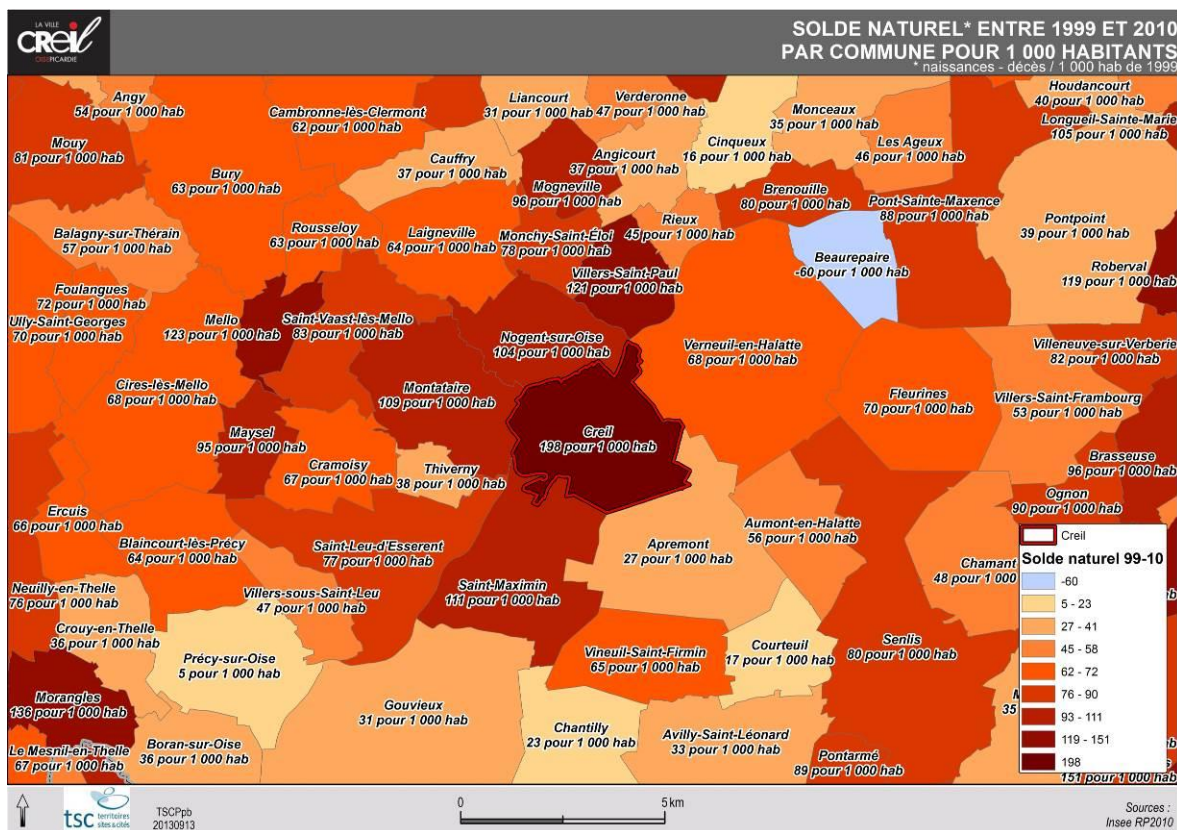 LA VILLE
CREIL
OISE PICARDIE
SOLDE NATUREL* ENTRE 1999 ET 2010
PAR COMMUNE POUR 1 000 HABITANTS
* naissances - décès / 1 000 hab de 1999
Angy
54 pour 1 000 hab
Cambronne-lès-Clermont
62 pour 1 000 hab
Liancourt
31 pour 1 000 hab
Verderonne
47 pour 1 000 hab
Monceaux
35 pour 1 000 hab
Houdancourt
40 pour 1 000 hab
Longueil-Sainte-Marie
105 pour 1 000 hab
Mouy
81 pour 1 000 hab
Bury
63 pour 1 000 hab
Cauffry
37 pour 1 000 hab
Angicourt
37 pour 1 000 hab
Mogneville
96 pour 1 000 hab
Cinqueux
16 pour 1 000 hab
Les Ageux
46 pour 1 000 hab
Brenouille
80 pour 1 000 hab
Pont-Sainte-Maxence
88 pour 1 000 hab
Pontpoint
39 pour 1 000 hab
Balagny-sur-Thérain
57 pour 1 000 hab
Rousseloy
63 pour 1 000 hab
Laigneville
64 pour 1 000 hab
Monchy-Saint-Éloi
78 pour 1 000 hab
Rieux
45 pour 1 000 hab
Villers-Saint-Paul
121 pour 1 000 hab
Beaurepaire
-60 pour 1 000 hab
Roberval
119 pour 1 000 hab
Foulangues
72 pour 1 000 hab
Ully-Saint-Georges
70 pour 1 000 hab
Mello
123 pour 1 000 hab
Saint-Vaast-lès-Mello
83 pour 1 000 hab
Nogent-sur-Oise
104 pour 1 000 hab
Verneuil-en-Halatte
68 pour 1 000 hab
Villeneuve-sur-Verberie
82 pour 1 000 hab
Cires-lès-Mello
68 pour 1 000 hab
Montataire
109 pour 1 000 hab
Fleurines
70 pour 1 000 hab
Villers-Saint-Frambourg
53 pour 1 000 hab
Maysel
95 pour 1 000 hab
Creil
198 pour 1 000 hab
Cramoisy
67 pour 1 000 hab
Thiverny
38 pour 1 000 hab
Brasseuse
96 pour 1 000 hab
Ognon
90 pour 1 000 hab
Ercuis
66 pour 1 000 hab
Blaincourt-lès-Précy
64 pour 1 000 hab
Saint-Leu-d'Esserent
77 pour 1 000 hab
Apremont
27 pour 1 000 hab
Aumont-en-Halatte
56 pour 1 000 hab
Chamant
48 pour 1 000
Neuilly-en-Thelle
76 pour 1 000 hab
Villers-sous-Saint-Leu
47 pour 1 000 hab
Saint-Maximin
111 pour 1 000 hab
Crouy-en-Thelle
36 pour 1 000 hab
Précy-sur-Oise
5 pour 1 000 hab
Vineuil-Saint-Firmin
65 pour 1 000 hab
Courteuil
17 pour 1 000 hab
Senlis
80 pour 1 000 hab
Morangles
136 pour 1 000 hab
Gouvieux
31 pour 1 000 hab
Chantilly
23 pour 1 000 hab
Avilly-Saint-Léonard
33 pour 1 000 hab
Le Mesnil-en-Thelle
67 pour 1 000 hab
Boran-sur-Oise
36 pour 1 000 hab
Pontarmé
89 pour 1 000 hab
M
35
151 pour 1 000 hab
Creil
Solde naturel 99-10
-60
5 - 23
27 - 41
45 - 58
62 - 72
76 - 90
93 - 111
119 - 151
198
tsc territoires
sites & cités
TSCPpb
20130913
0 5 km
Sources :
Insee RP2010